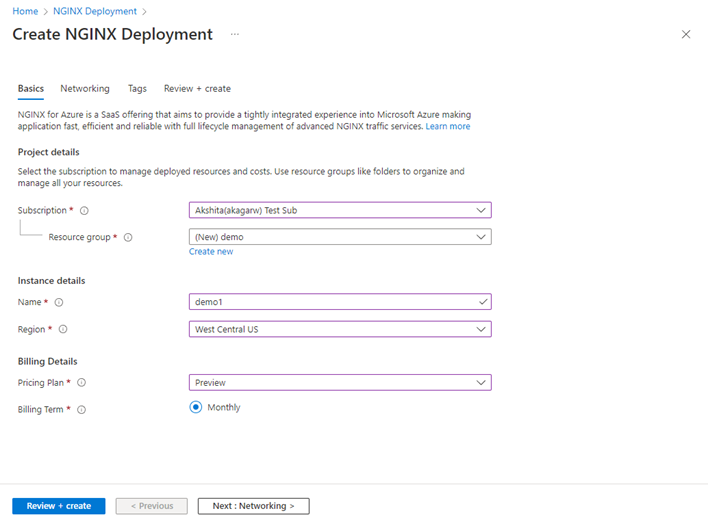 Home > NGINX Deployment >
Create NGINX Deployment ...
Basics Networking Tags Review + create
NGINX for Azure is a SaaS offering that aims to provide a tightly integrated experience into Microsoft Azure making
application fast, efficient and reliable with full lifecycle management of advanced NGINX traffic services. Learn more
Project details
Select the subscription to manage deployed resources and costs. Use resource groups like folders to organize and
manage all your resources.
Subscription * Akshita(akagarw) Test Sub
Resource group * (New) demo
Create new
Instance details
Name * demo1
Region * West Central US
Billing Details
Pricing Plan * Preview
Billing Term * Monthly
Review + create < Previous Next : Networking >